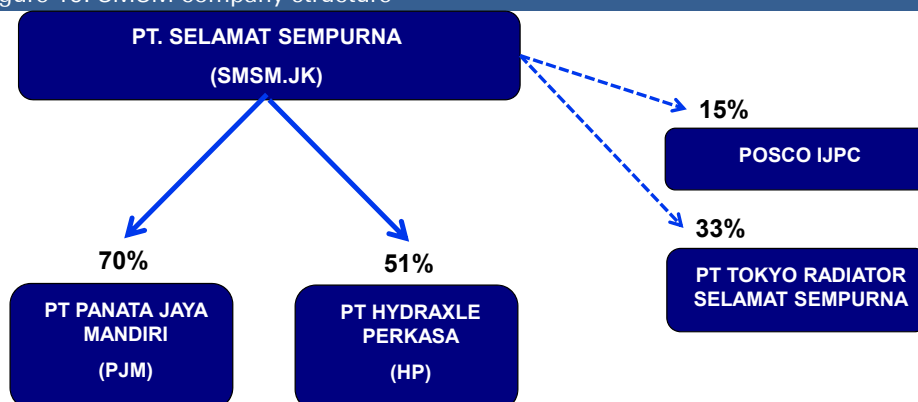 PT. SELAMAT SEMPURNA
(SMSM.JK)
15%
POSCO IJPC
33%
PT TOKYO RADIATOR
SELAMAT SEMPURNA
70%
51%
PT PANATA JAYA
MANDIRI
(PJM)
PT HYDRAXLE
PERKASA
(HP)